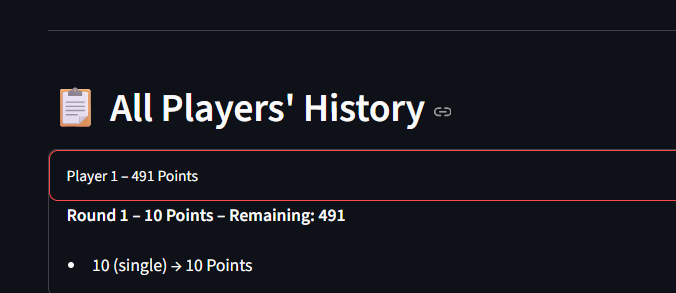 All Players' History
Player 1 – 491 Points
Round 1 – 10 Points – Remaining: 491
• 10 (single) → 10 Points